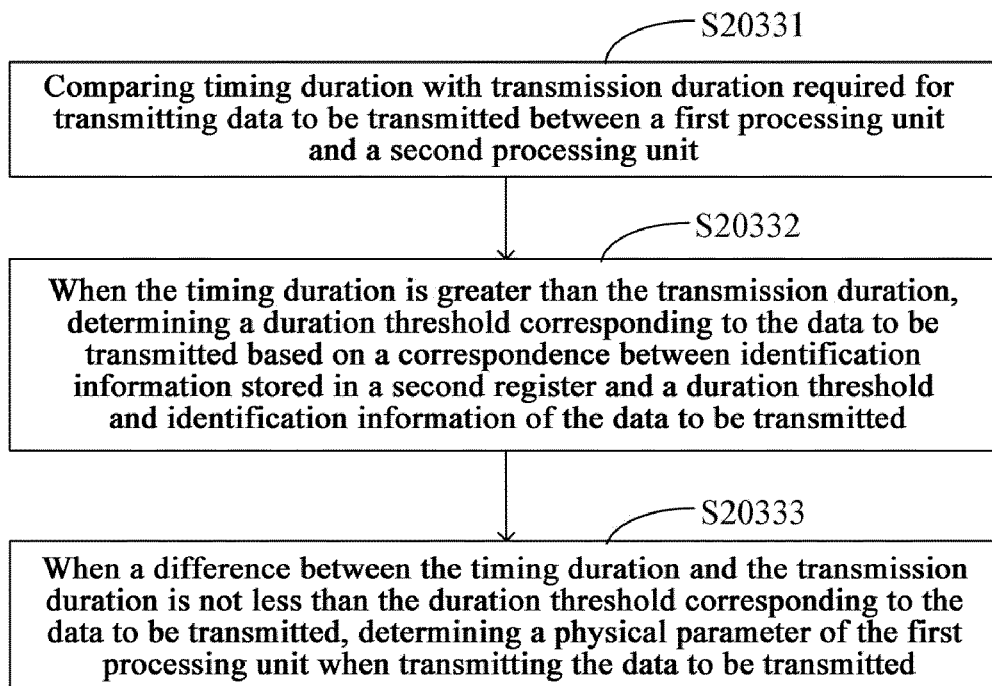 S20331
Comparing timing duration with transmission duration required for
transmitting data to be transmitted between a first processing unit
and a second processing unit
S20332
When the timing duration is greater than the transmission duration,
determining a duration threshold corresponding to the data to be
transmitted based on a correspondence between identification
information stored in a second register and a duration threshold
and identification information of the data to be transmitted
S20333
When a difference between the timing duration and the transmission
duration is not less than the duration threshold corresponding to the
data to be transmitted, determining a physical parameter of the first
processing unit when transmitting the data to be transmitted